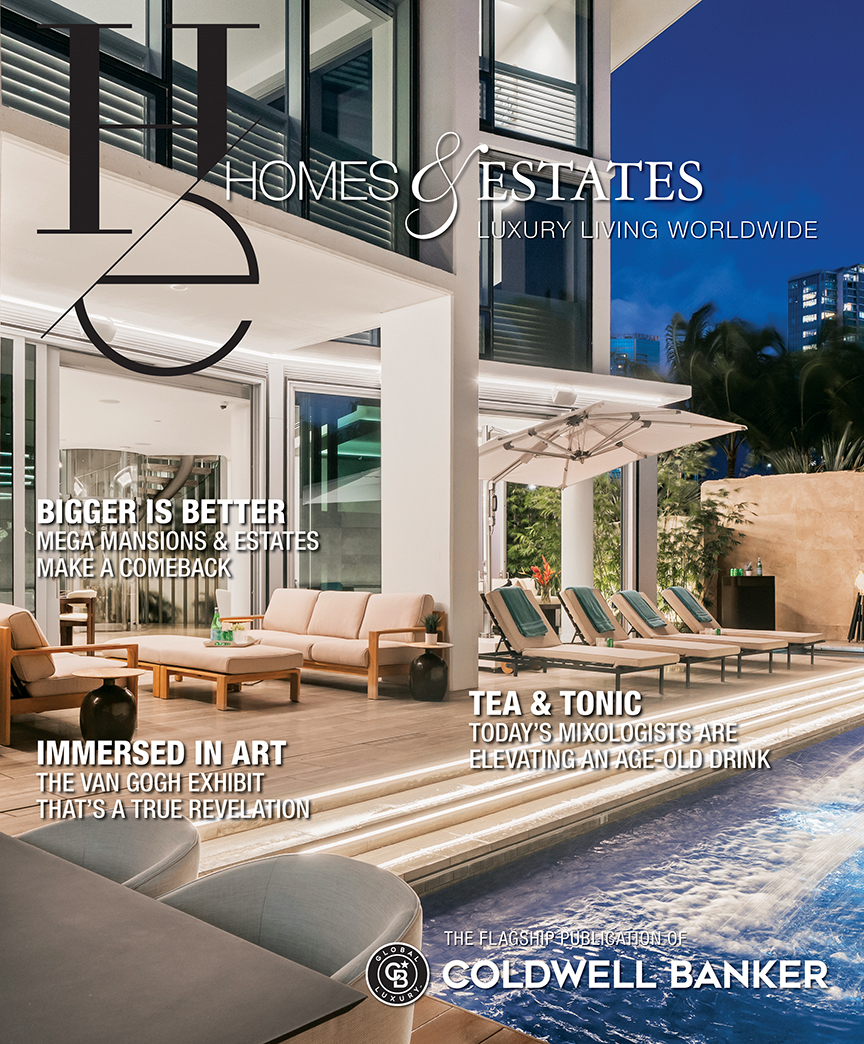 He
HOMES & ESTATES
LUXURY LIVING WORLDWIDE
BIGGER IS BETTER
MEGA MANSIONS & ESTATES
MAKE A COMEBACK
TEA & TONIC
TODAY'S MIXOLOGISTS ARE
ELEVATING AN AGE-OLD DRINK
IMMERSED IN ART
THE VAN GOGH EXHIBIT
THAT'S A TRUE REVELATION
THE FLAGSHIP PUBLICATION OF
GLOBAL
CB
LUXURY
COLDWELL BANKER